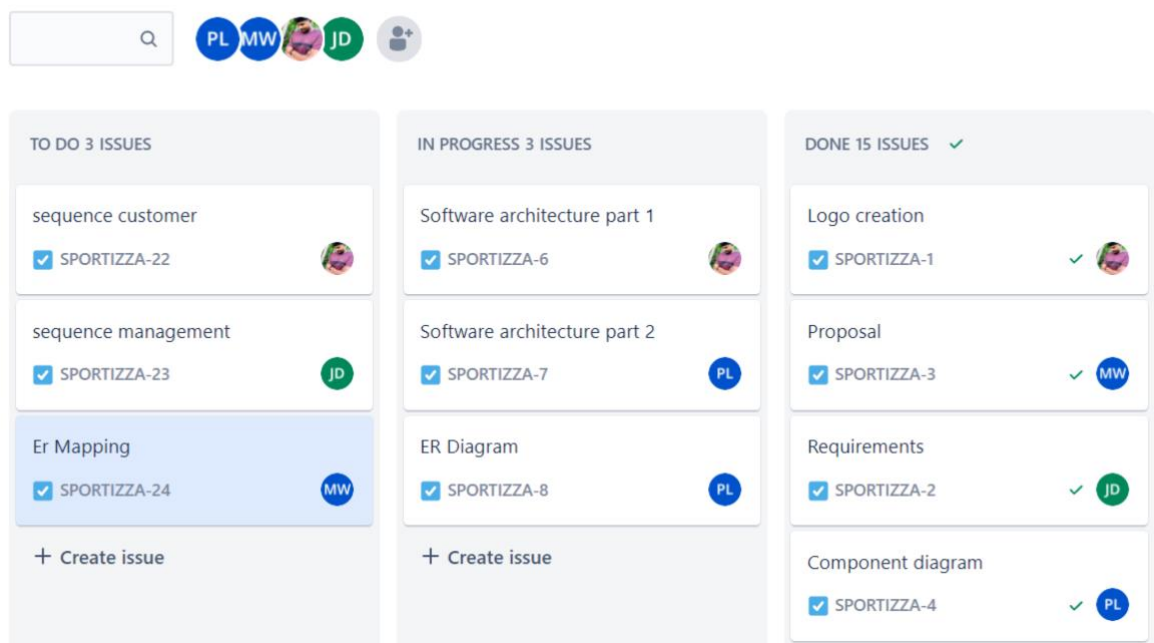 PL MW JD
TO DO 3 ISSUES
sequence customer
SPORTIZZA-22
sequence management
SPORTIZZA-23
JD
Er Mapping
SPORTIZZA-24
MW
+ Create issue
IN PROGRESS 3 ISSUES
Software architecture part 1
SPORTIZZA-6
Software architecture part 2
SPORTIZZA-7
PL
ER Diagram
SPORTIZZA-8
PL
+ Create issue
DONE 15 ISSUES
Logo creation
SPORTIZZA-1
Proposal
SPORTIZZA-3
MW
Requirements
SPORTIZZA-2
JD
Component diagram
SPORTIZZA-4
PL